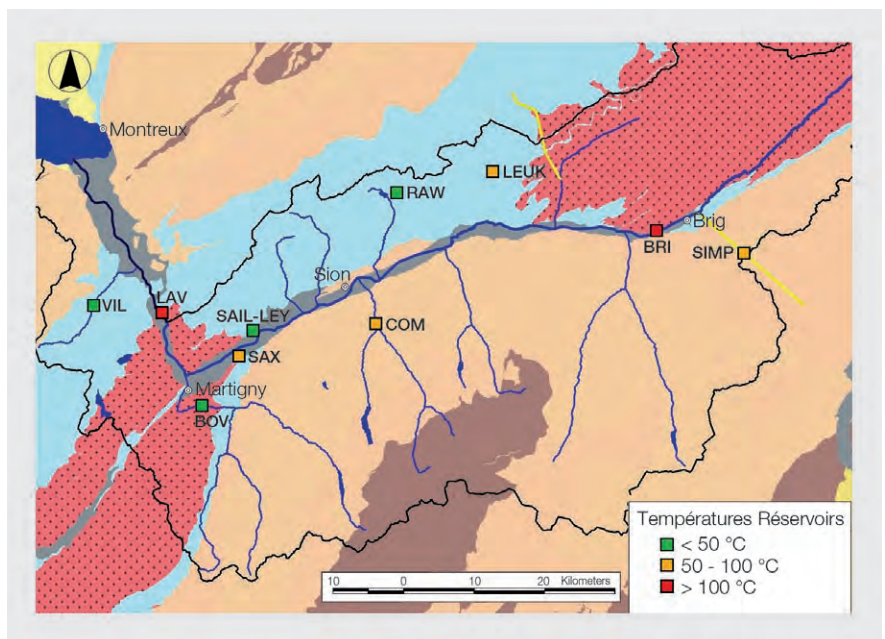 Montreux
LEUK
RAW
Brig
BRI
SIMP
Sion
VIL
LAV
SAIL-LEY
COM
SAX
Martigny
BOV
Températures Réservoirs
< 50 °C
50 - 100 °C
> 100 °C
10 0 10 20 Kilometers